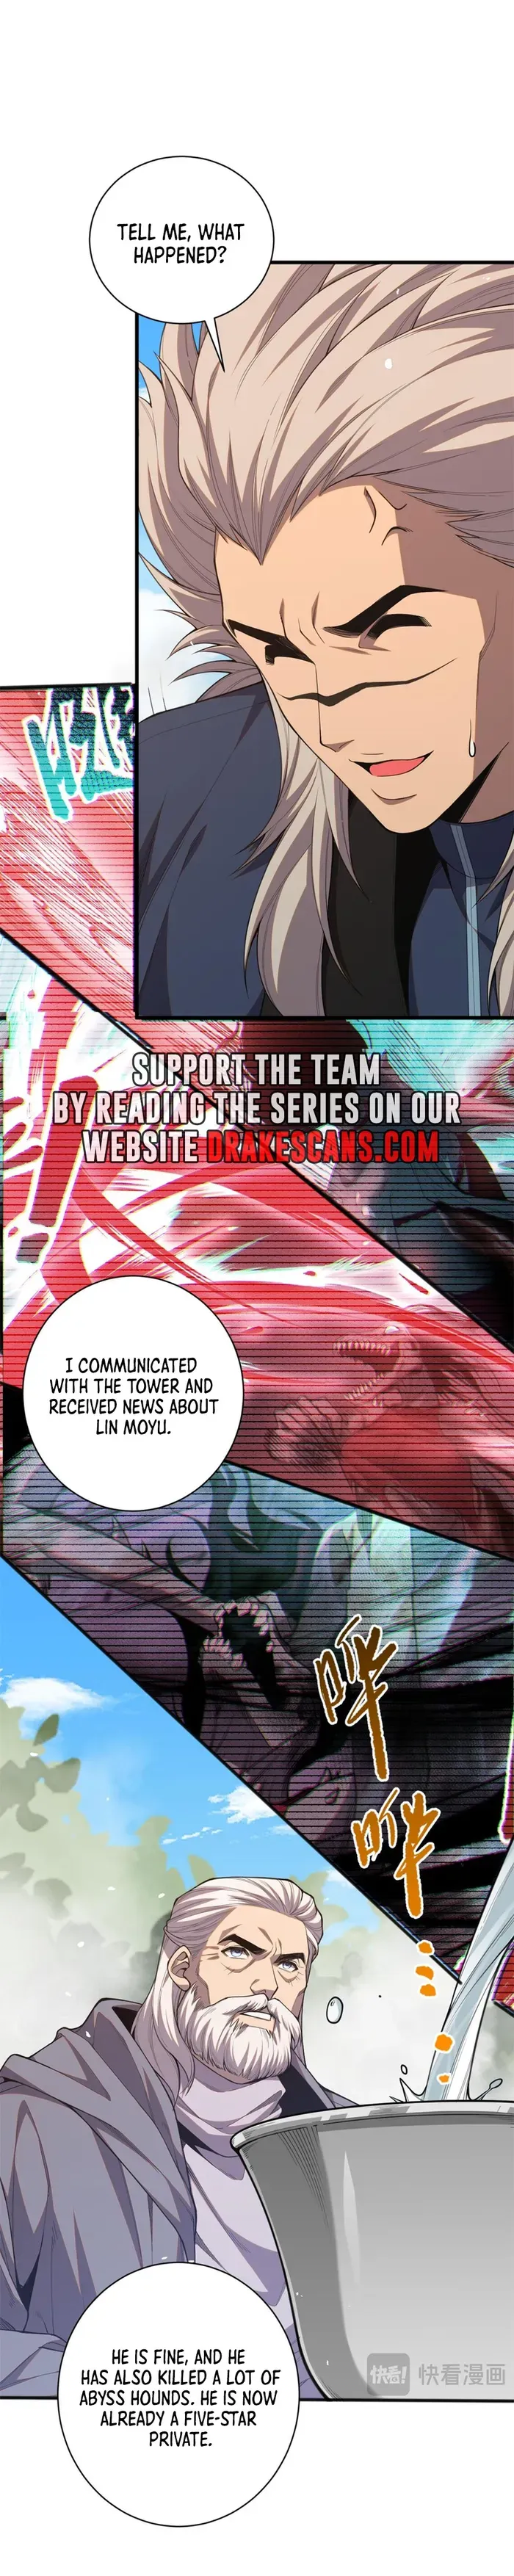 TELL ME, WHAT
HAPPENED?
SUPPORT THE TEAM
BY READING THE SERIES ON OUR
WEBSITE DRAKESCANS.COM
I COMMUNICATED
WITH THE TOWER AND
RECEIVED NEWS ABOUT
LIN MOYU.
哗
哗
HE IS FINE, AND HE
HAS ALSO KILLED A LOT OF
ABYSS HOUNDS. HE IS NOW
ALREADY A FIVE-STAR
PRIVATE.
快看! 快看漫画